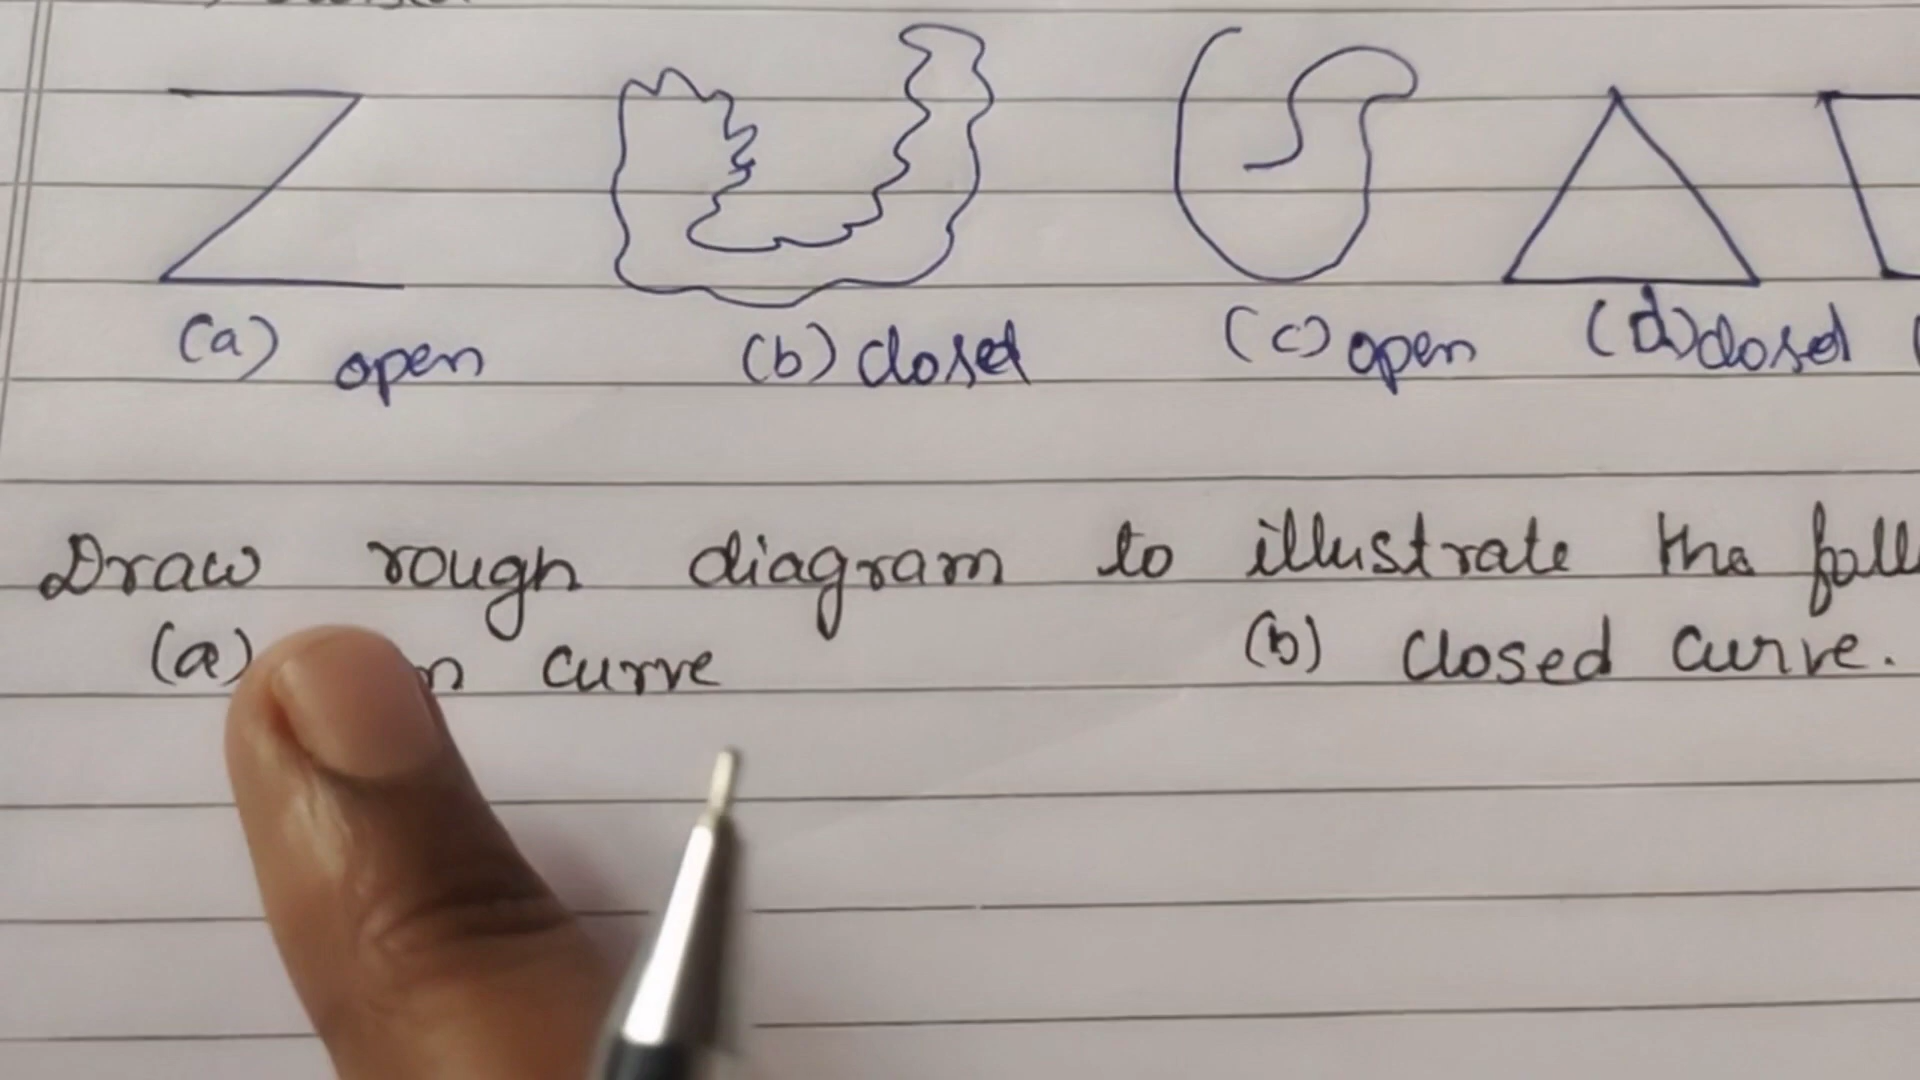 (a) open (b) closed (c) open (d) closed
Draw rough diagram to illustrate the
(a) curve (b) closed curve.